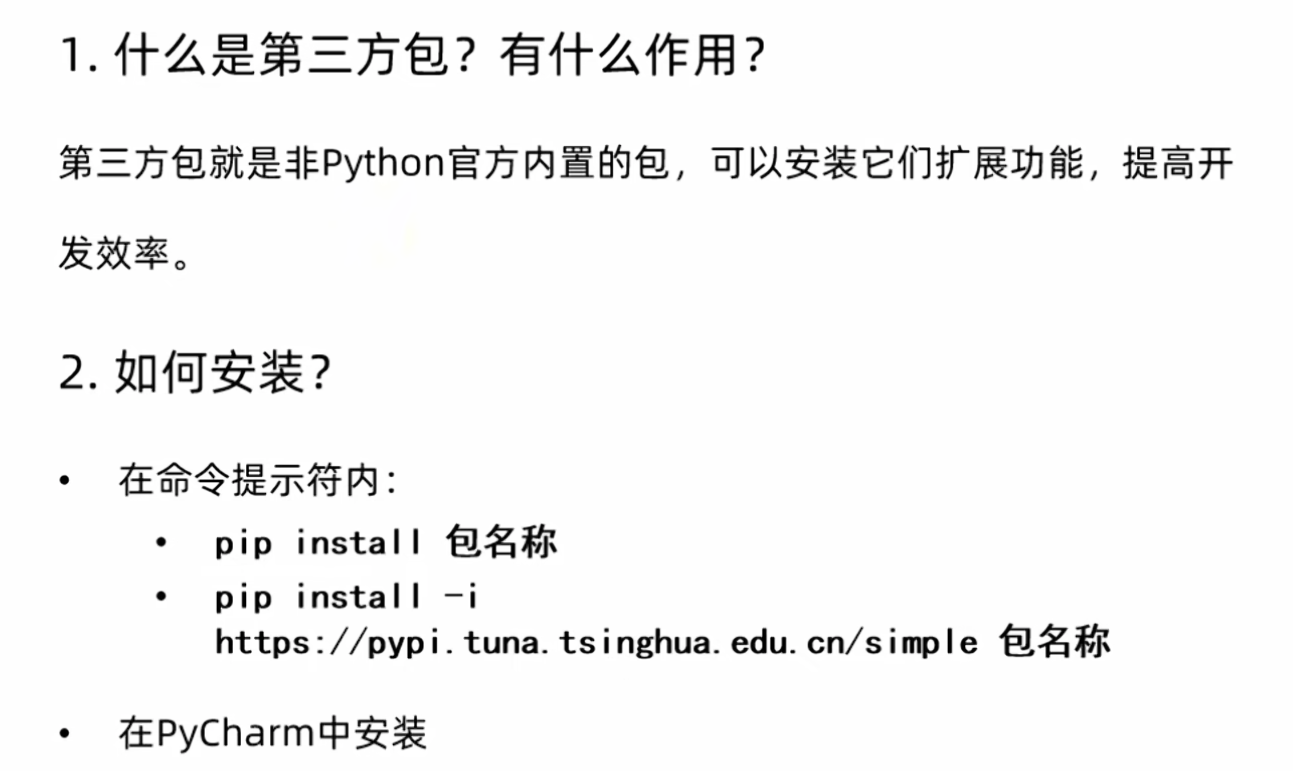 1. 什么是第三方包？有什么作用？
第三方包就是非Python官方内置的包，可以安装它们扩展功能，提高开
发效率。
2. 如何安装？
• 在命令提示符内：
• pip install 包名称
• pip install -i
https://pypi.tuna.tsinghua.edu.cn/simple 包名称
• 在PyCharm中安装